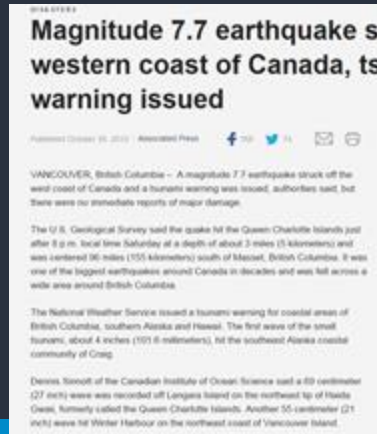 DISASTERS
Magnitude 7.7 earthquake s
western coast of Canada, ts
warning issued
Published October 28, 2012 Associated Press
VANCOUVER, British Columbia – A magnitude 7.7 earthquake struck off the
west coast of Canada and a tsunami warning was issued, authorities said, but
there were no immediate reports of major damage.
The U.S. Geological Survey said the quake hit the Queen Charlotte Islands just
after 8 p.m. local time Saturday at a depth of about 3 miles (5 kilometers) and
was centered 96 miles (155 kilometers) south of Masset, British Columbia. It was
one of the biggest earthquakes around Canada in decades and was felt across a
wide area around British Columbia.
The National Weather Service issued a tsunami warning for coastal areas of
British Columbia, southern Alaska and Hawaii. The first wave of the small
tsunami, about 4 inches (101.6 millimeters), hit the southeast Alaska coastal
community of Craig.
Dennis Sinnott of the Canadian Institute of Ocean Science said a 69 centimeter
(27 inch) wave was recorded off Langara Island on the northeast tip of Haida
Gwaii, formerly called the Queen Charlotte Islands. Another 55 centimeter (21
inch) wave hit Winter Harbour on the northeast coast of Vancouver Island.